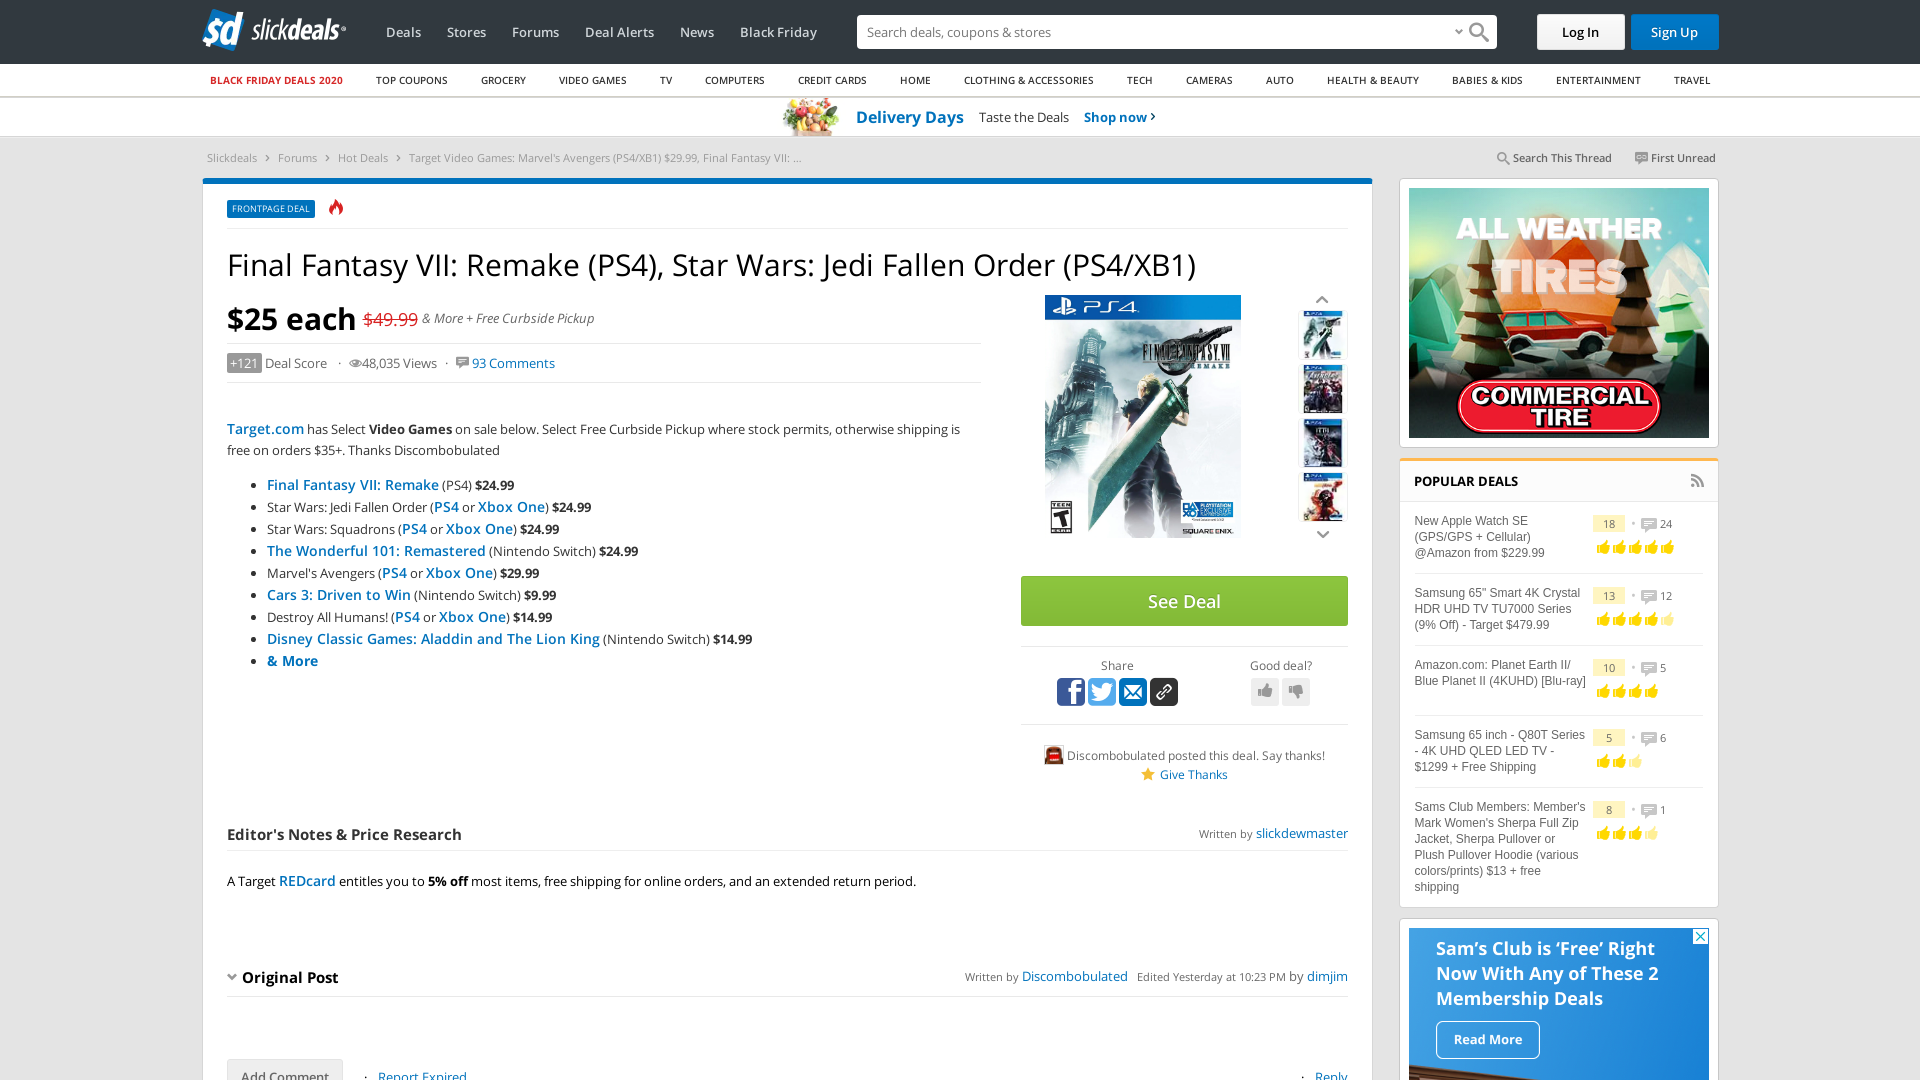 slickdeals
Deals
Stores
Forums
Deal Alerts
News
Black Friday
Search deals, coupons & stores
Log In
Sign Up
BLACK FRIDAY DEALS 2020
TOP COUPONS
GROCERY
VIDEO GAMES
TV
COMPUTERS
CREDIT CARDS
HOME
CLOTHING & ACCESSORIES
TECH
CAMERAS
AUTO
HEALTH & BEAUTY
BABIES & KIDS
ENTERTAINMENT
TRAVEL
Delivery Days Taste the Deals Shop now
Slickdeals > Forums > Hot Deals > Target Video Games: Marvel's Avengers (PS4/XB1) $29.99, Final Fantasy VII: ...
Search This Thread
First Unread
FRONTPAGE DEAL
Final Fantasy VII: Remake (PS4), Star Wars: Jedi Fallen Order (PS4/XB1)
$25 each $49.99 & More + Free Curbside Pickup
+121 Deal Score · 48,035 Views · 93 Comments
Target.com has Select Video Games on sale below. Select Free Curbside Pickup where stock permits, otherwise shipping is
free on orders $35+. Thanks Discombobulated
Final Fantasy VII: Remake (PS4) $24.99
Star Wars: Jedi Fallen Order (PS4 or Xbox One) $24.99
Star Wars: Squadrons (PS4 or Xbox One) $24.99
The Wonderful 101: Remastered (Nintendo Switch) $24.99
Marvel's Avengers (PS4 or Xbox One) $29.99
Cars 3: Driven to Win (Nintendo Switch) $9.99
Destroy All Humans! (PS4 or Xbox One) $14.99
Disney Classic Games: Aladdin and The Lion King (Nintendo Switch) $14.99
& More
PS4
FINAL FANTASY VII
REMAKE
TEEN
T
ESRB
SQUARE ENIX.
See Deal
Share
Good deal?
Discombobulated posted this deal. Say thanks!
Give Thanks
Editor's Notes & Price Research
Written by slickdewmaster
A Target REDcard entitles you to 5% off most items, free shipping for online orders, and an extended return period.
Original Post
Written by Discombobulated Edited Yesterday at 10:23 PM by dimjim
Add Comment
· Report Expired
· Reply
ALL WEATHER
TIRES
COMMERCIAL
TIRE
POPULAR DEALS
New Apple Watch SE
(GPS/GPS + Cellular)
@Amazon from $229.99
18 • 24
Samsung 65" Smart 4K Crystal
HDR UHD TV TU7000 Series
(9% Off) - Target $479.99
13 • 12
Amazon.com: Planet Earth II/
Blue Planet II (4KUHD) [Blu-ray]
10 • 5
Samsung 65 inch - Q80T Series
- 4K UHD QLED LED TV -
$1299 + Free Shipping
5 • 6
Sams Club Members: Member's
Mark Women's Sherpa Full Zip
Jacket, Sherpa Pullover or
Plush Pullover Hoodie (various
colors/prints) $13 + free
shipping
8 • 1
Sam's Club is ‘Free’ Right
Now With Any of These 2
Membership Deals
Read More